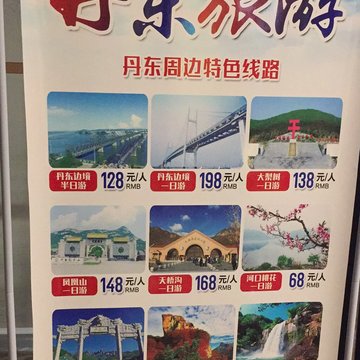 丹东旅游
丹东周边特色线路
丹东边境
半日游
128元/人
RMB
丹东边境
一日游
198元/人
RMB
大梨树
一日游
138元/人
RMB
凤凰山
一日游
148元/人
RMB
天桥沟
一日游
168元/人
RMB
河口桃花
一日游
68元/人
RMB